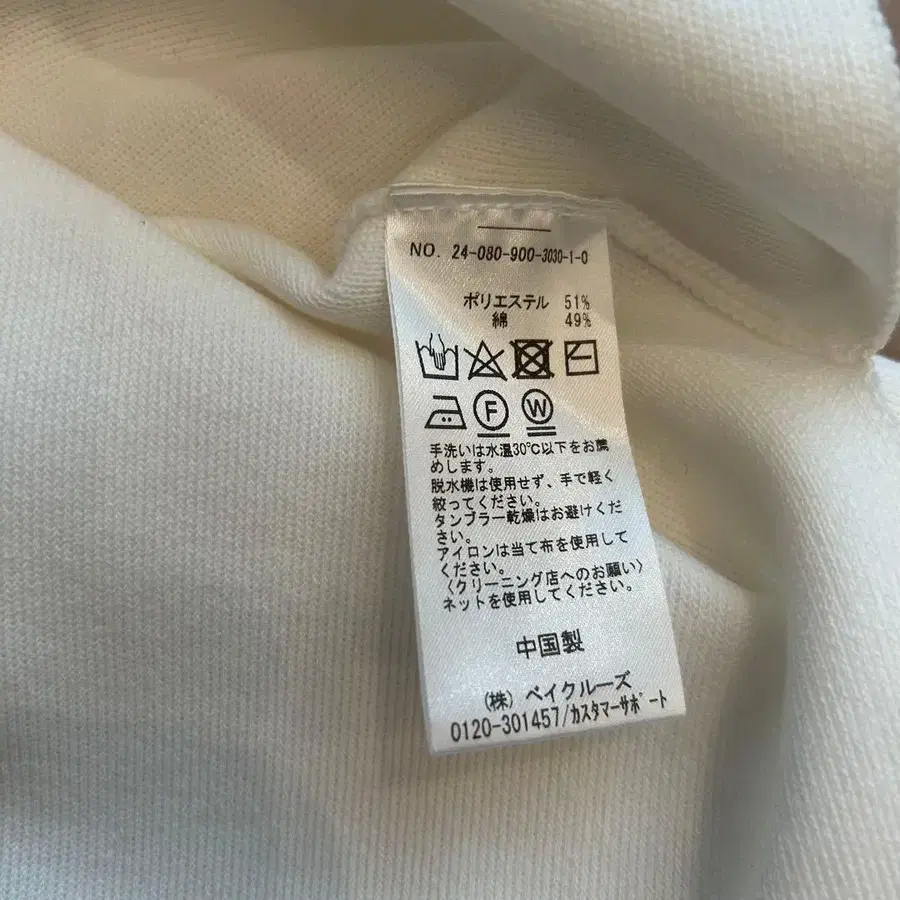 NO. 24-080-900-3030-1-0
ポリエステル 51%
綿 49%
F W
手洗いは水温30℃以下をお薦
めします。
脱水機は使用せず、手で軽く
絞ってください。
タンブラー乾燥はお避けくだ
さい。
アイロンは当て布を使用して
ください。
〈クリーニング店へのお願い〉
ネットを使用してください。
中国製
(株) ベイクルーズ
0120-301457/カスタマーサポート